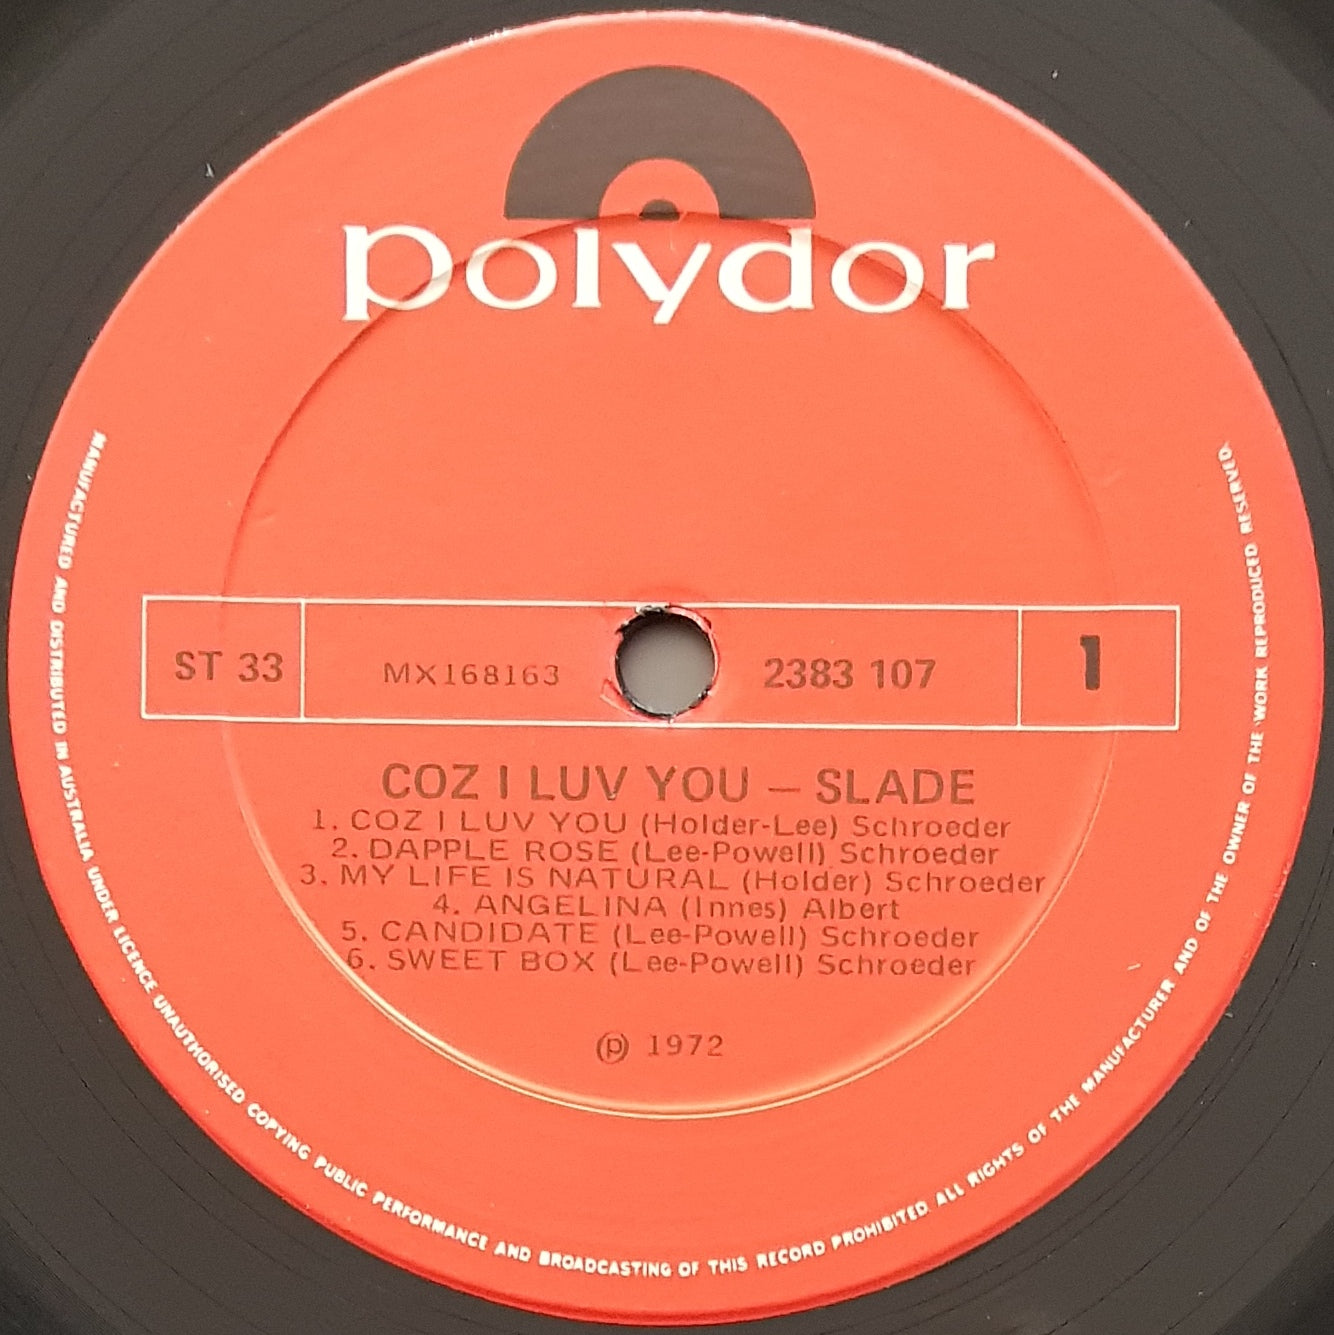 polydor
ST 33 MX168163 2383 107 1
COZ I LUV YOU — SLADE
1. COZ I LUV YOU (Holder-Lee) Schroeder
2. DAPPLE ROSE (Lee-Powell) Schroeder
3. MY LIFE IS NATURAL (Holder) Schroeder
4. ANGELINA (Innes) Albert
5. CANDIDATE (Lee-Powell) Schroeder
6. SWEET BOX (Lee-Powell) Schroeder
℗ 1972
MANUFACTURED AND DISTRIBUTED IN AUSTRALIA UNDER LICENCE UNAUTHORISED COPYING PUBLIC PERFORMANCE AND BROADCASTING OF THIS RECORD PROHIBITED ALL RIGHTS OF THE MANUFACTURER AND OF THE OWNER OF THE WORK REPRODUCED RESERVED